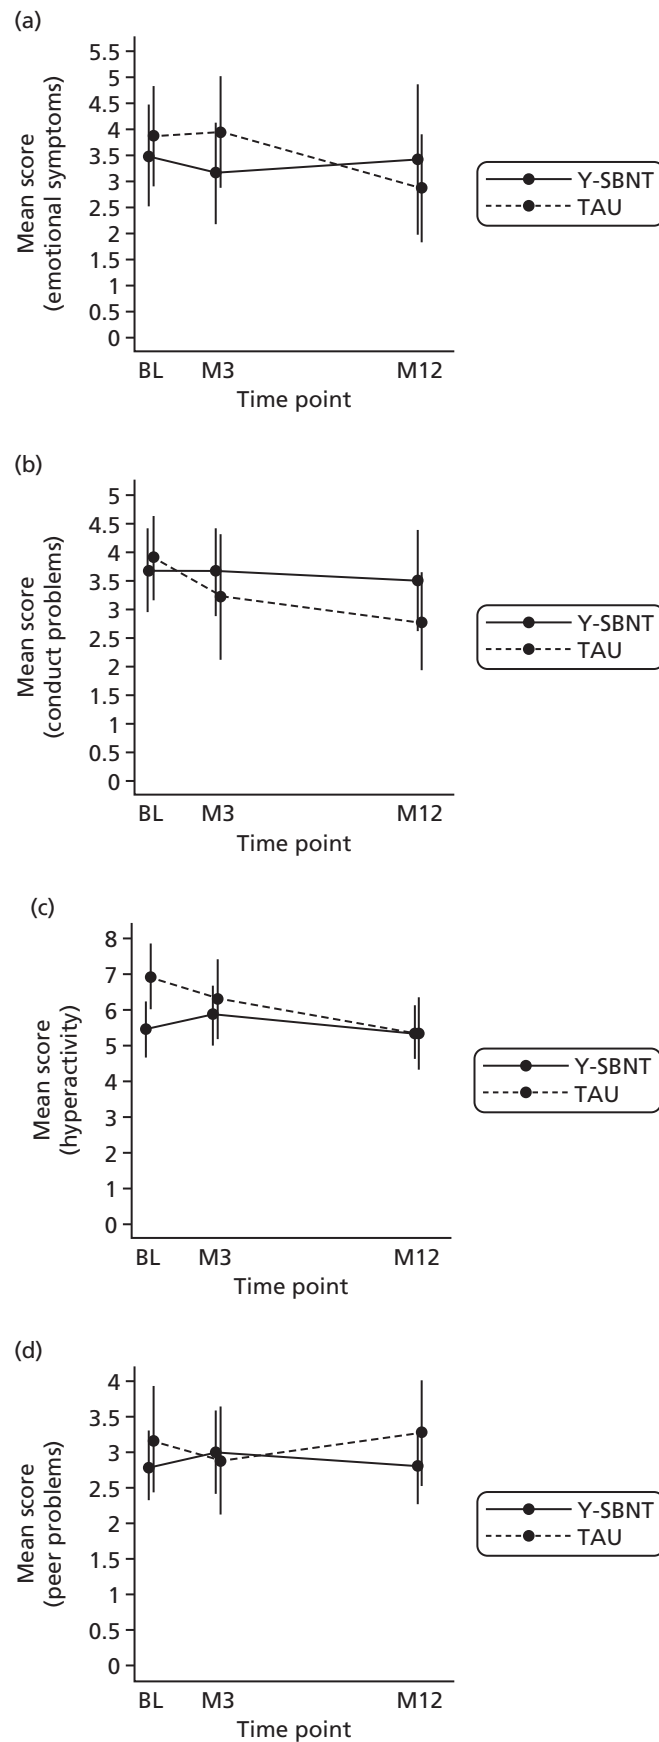 (a)
Mean score
(emotional symptoms)
5.5
5
4.5
4
3.5
3
2.5
2
1.5
1
0.5
0
BL M3 M12
Time point
Y-SBNT
TAU
(b)
Mean score
(conduct problems)
5
4.5
4
3.5
3
2.5
2
1.5
1
0.5
0
BL M3 M12
Time point
Y-SBNT
TAU
(c)
Mean score
(hyperactivity)
8
7
6
5
4
3
2
1
0
BL M3 M12
Time point
Y-SBNT
TAU
(d)
Mean score
(peer problems)
4
3.5
3
2.5
2
1.5
1
0.5
0
BL M3 M12
Time point
Y-SBNT
TAU